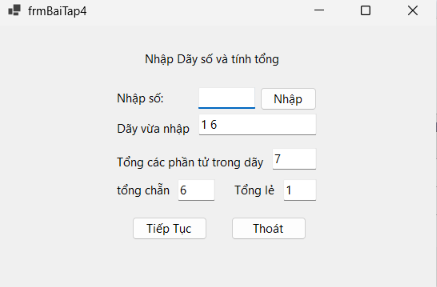 frmBaiTap4
Nhập Dãy số và tính tổng
Nhập số: Nhập
Dãy vừa nhập 1 6
Tổng các phần tử trong dãy 7
tổng chẵn 6 Tổng lẻ 1
Tiếp Tục Thoát